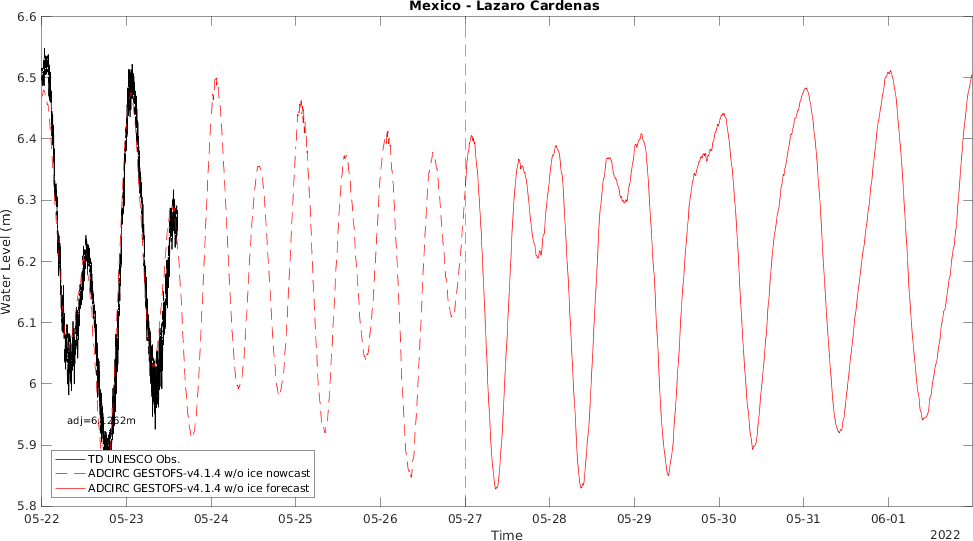 Mexico - Lazaro Cardenas
Water Level (m)
6.6
6.5
6.4
6.3
6.2
6.1
6
5.9
5.8
adj=6.1252m
TD UNESCO Obs.
ADCIRC GESTOFS-v4.1.4 w/o ice nowcast
ADCIRC GESTOFS-v4.1.4 w/o ice forecast
05-22 05-23 05-24 05-25 05-26 05-27 05-28 05-29 05-30 05-31 06-01
Time
2022